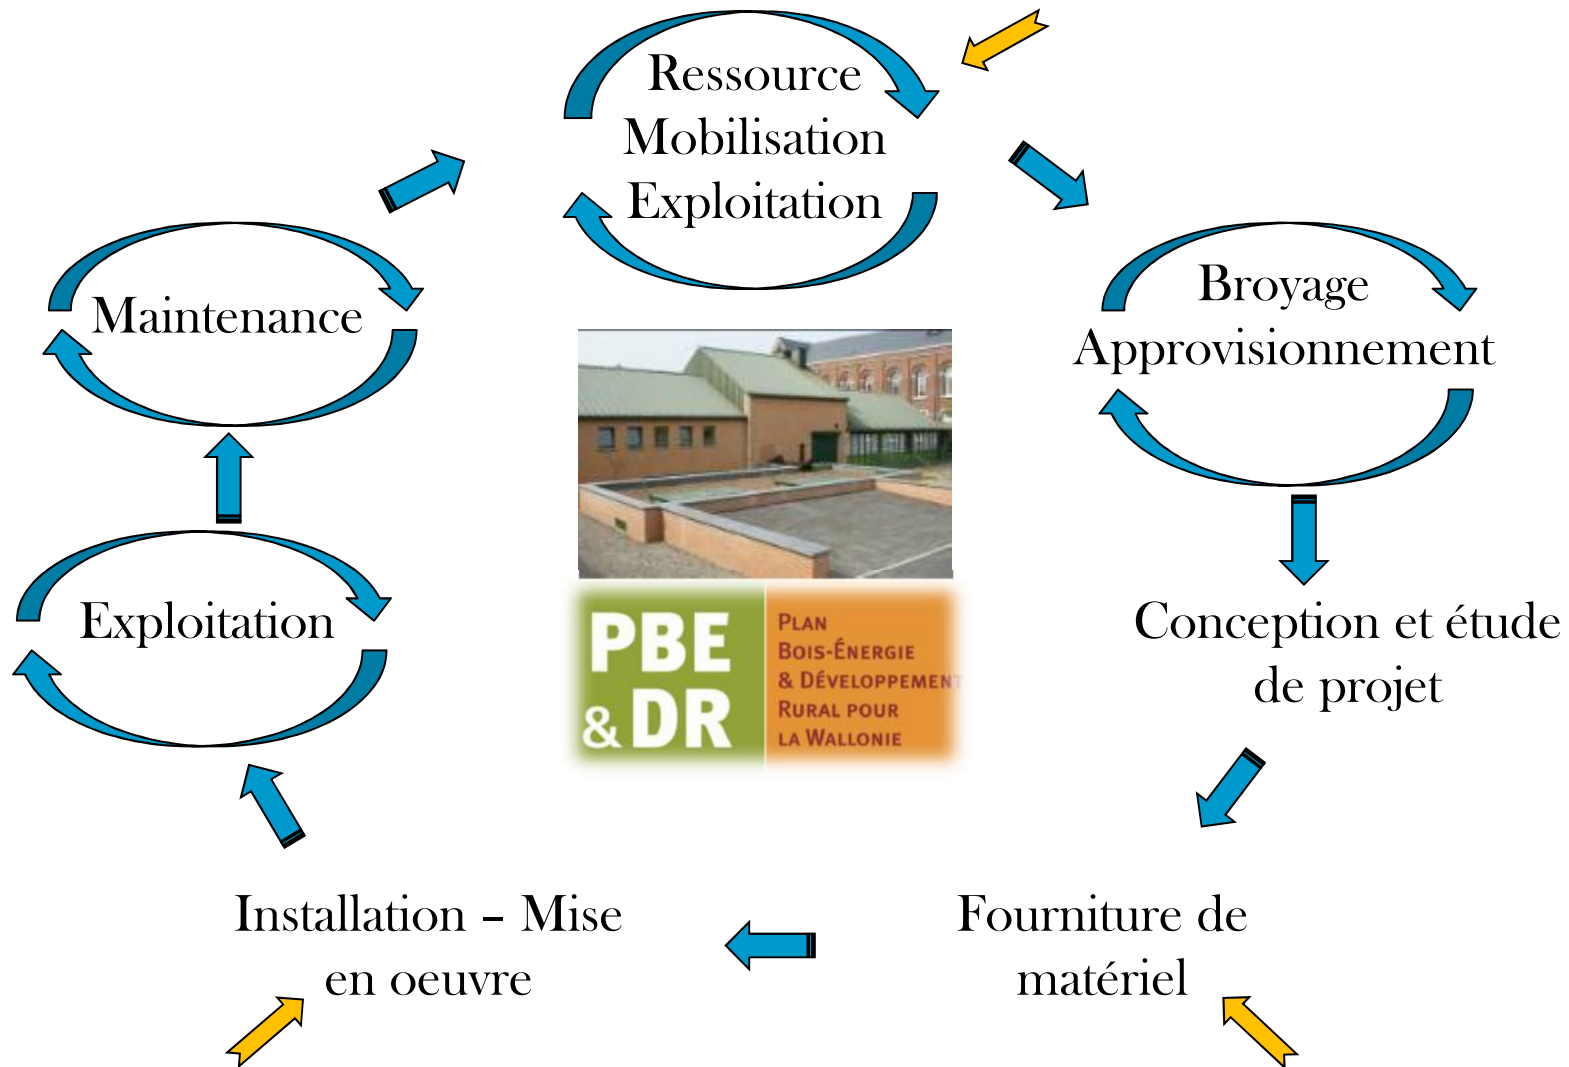 Ressource
Mobilisation
Exploitation
Broyage
Approvisionnement
Maintenance
Exploitation
Conception et étude
de projet
PBE
& DR
PLAN
BOIS-ÉNERGIE
& DÉVELOPPEMENT
RURAL POUR
LA WALLONIE
Installation – Mise
en oeuvre
Fourniture de
matériel